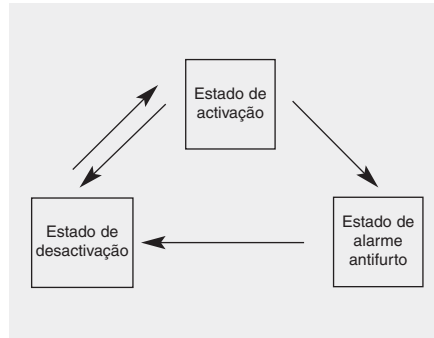 Estado de
activação
Estado de
desactivação
Estado de
alarme
antifurto